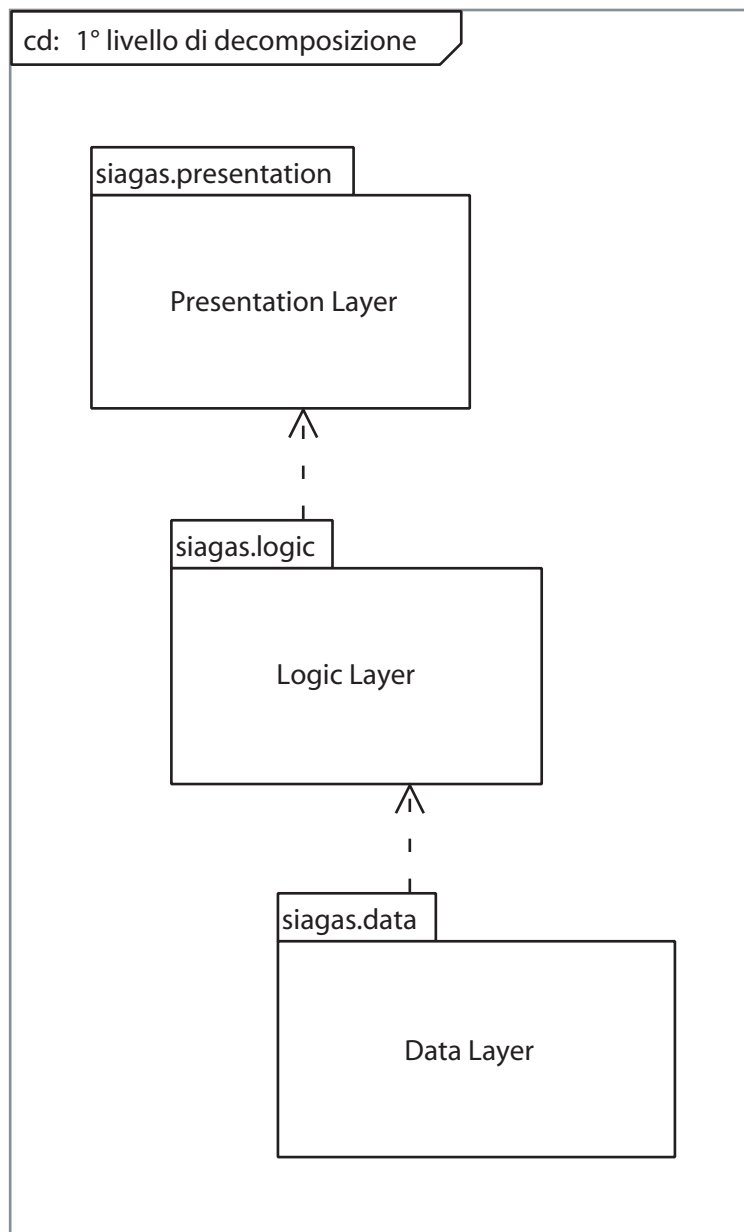 cd: 1° livello di decomposizione
siagas.presentation
Presentation Layer
siagas.logic
Logic Layer
siagas.data
Data Layer